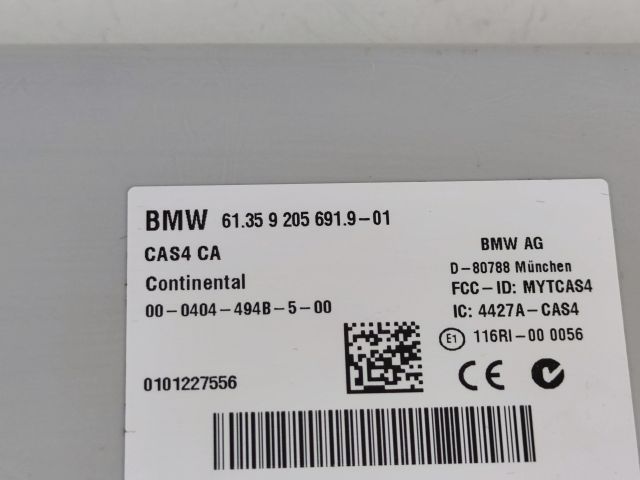 BMW 61.35 9 205 691.9-01
CAS4 CA
Continental
00-0404-494B-5-00
0101227556
BMW AG
D-80788 München
FCC-ID: MYTCAS4
IC: 4427A-CAS4
E1 116RI-00 0056
CE